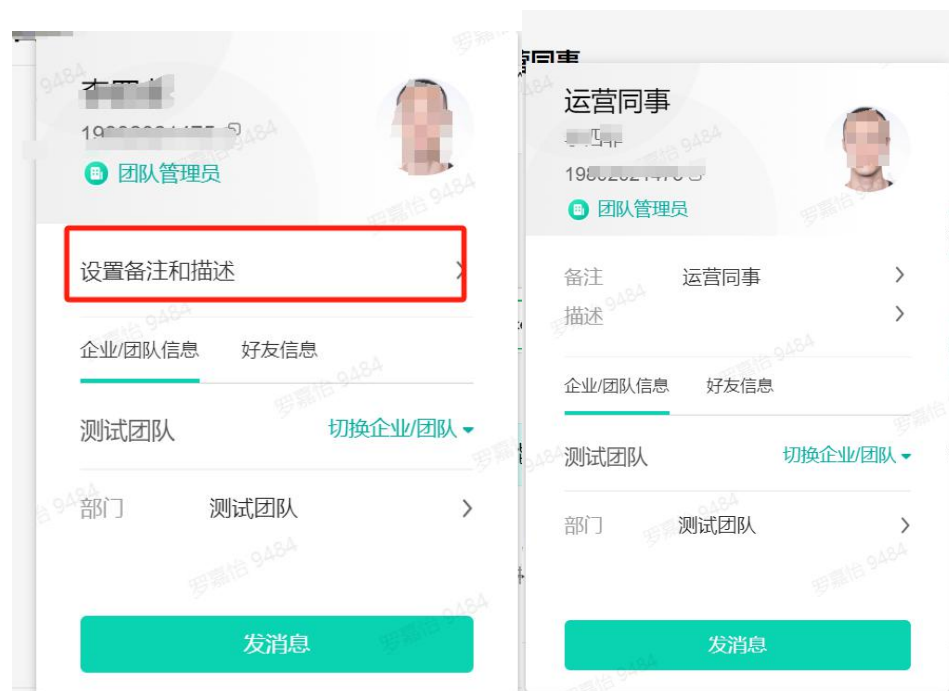 团队管理员
设置备注和描述
企业/团队信息 好友信息
测试团队 切换企业/团队
部门 测试团队
发消息
运营同事
团队管理员
备注 运营同事
描述
企业/团队信息 好友信息
测试团队 切换企业/团队
部门 测试团队
发消息
罗嘉怡 9484